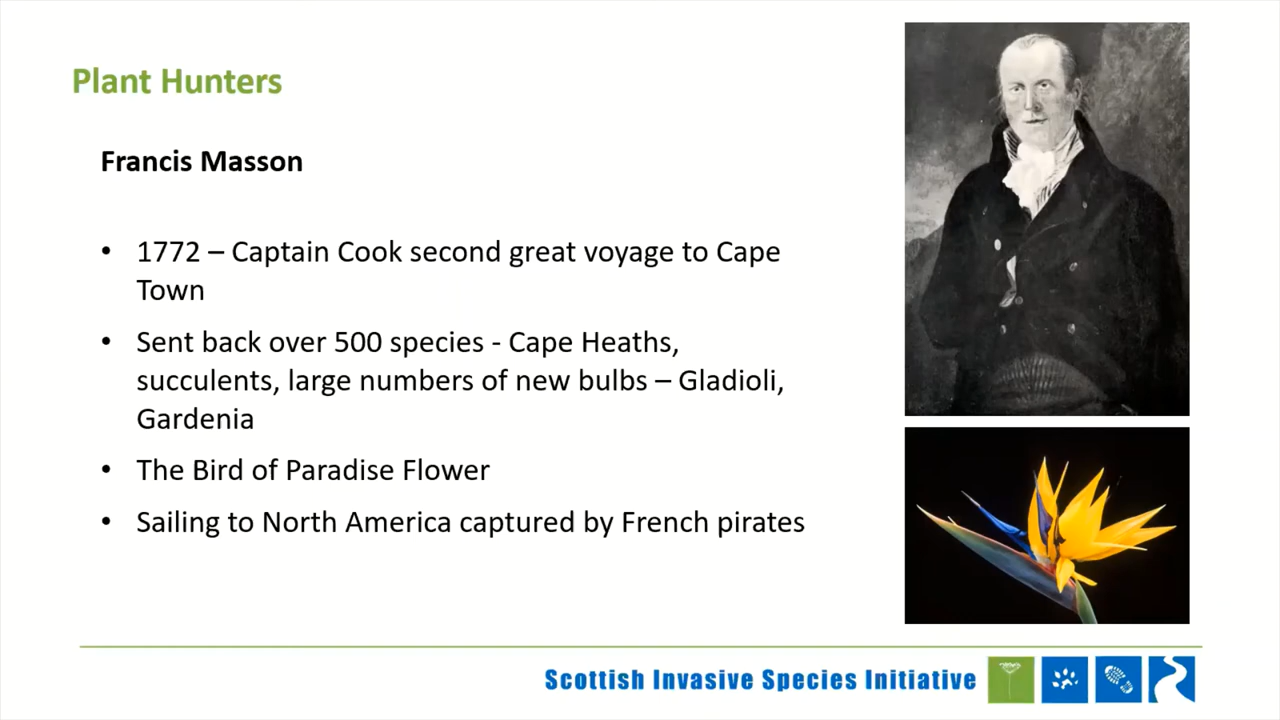 Plant Hunters
Francis Masson
• 1772 – Captain Cook second great voyage to Cape
Town
• Sent back over 500 species - Cape Heaths,
succulents, large numbers of new bulbs – Gladioli,
Gardenia
• The Bird of Paradise Flower
• Sailing to North America captured by French pirates
Scottish Invasive Species Initiative